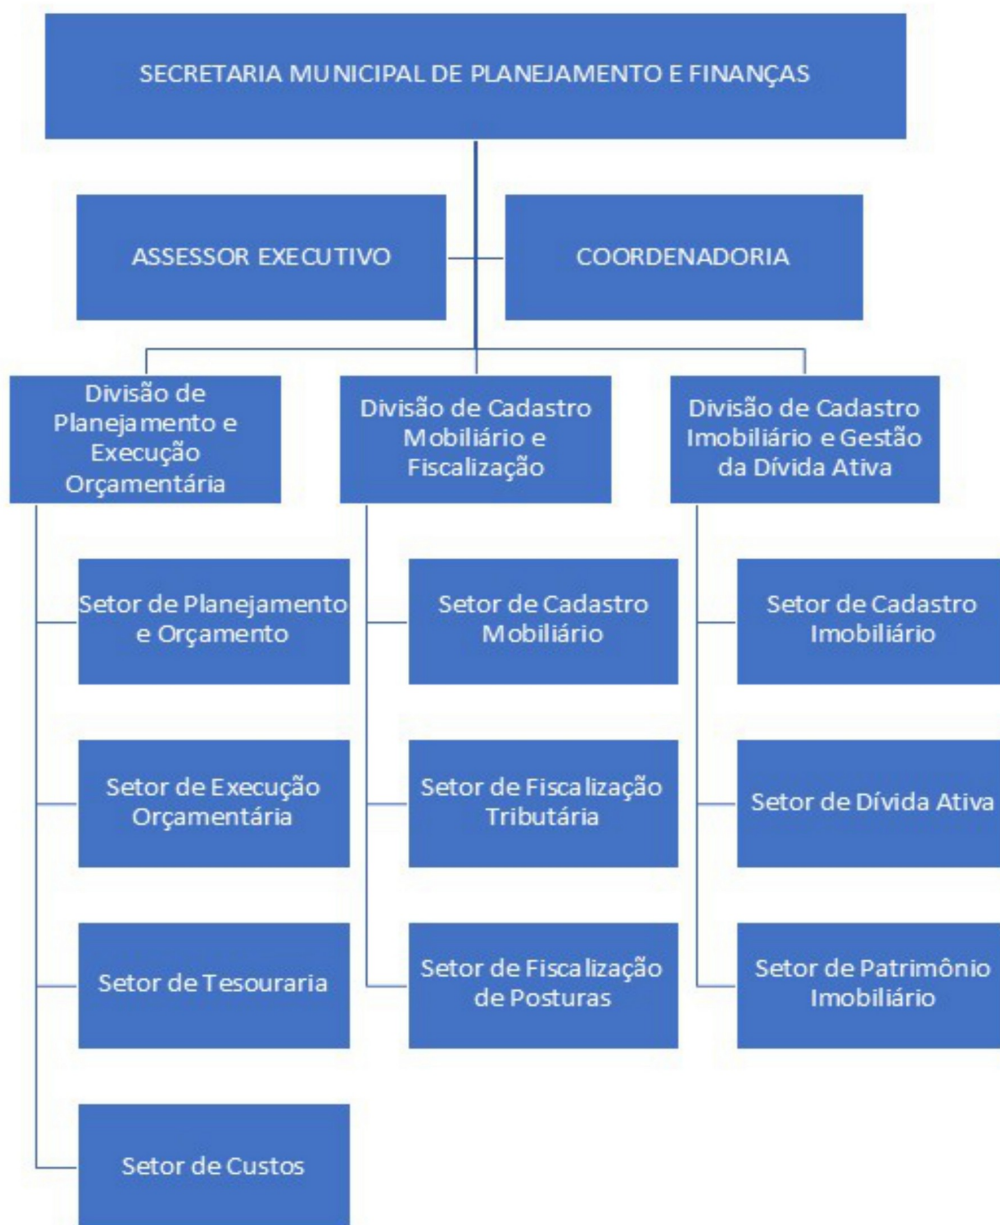 SECRETARIA MUNICIPAL DE PLANEJAMENTO E FINANÇAS
ASSESSOR EXECUTIVO
COORDENADORIA
Divisão de
Planejamento e
Execução
Orçamentária
Divisão de Cadastro
Mobiliário e
Fiscalização
Divisão de Cadastro
Imobiliário e Gestão
da Dívida Ativa
Setor de Planejamento
e Orçamento
Setor de Cadastro
Mobiliário
Setor de Cadastro
Imobiliário
Setor de Execução
Orçamentária
Setor de Fiscalização
Tributária
Setor de Dívida Ativa
Setor de Tesouraria
Setor de Fiscalização
de Posturas
Setor de Patrimônio
Imobiliário
Setor de Custos